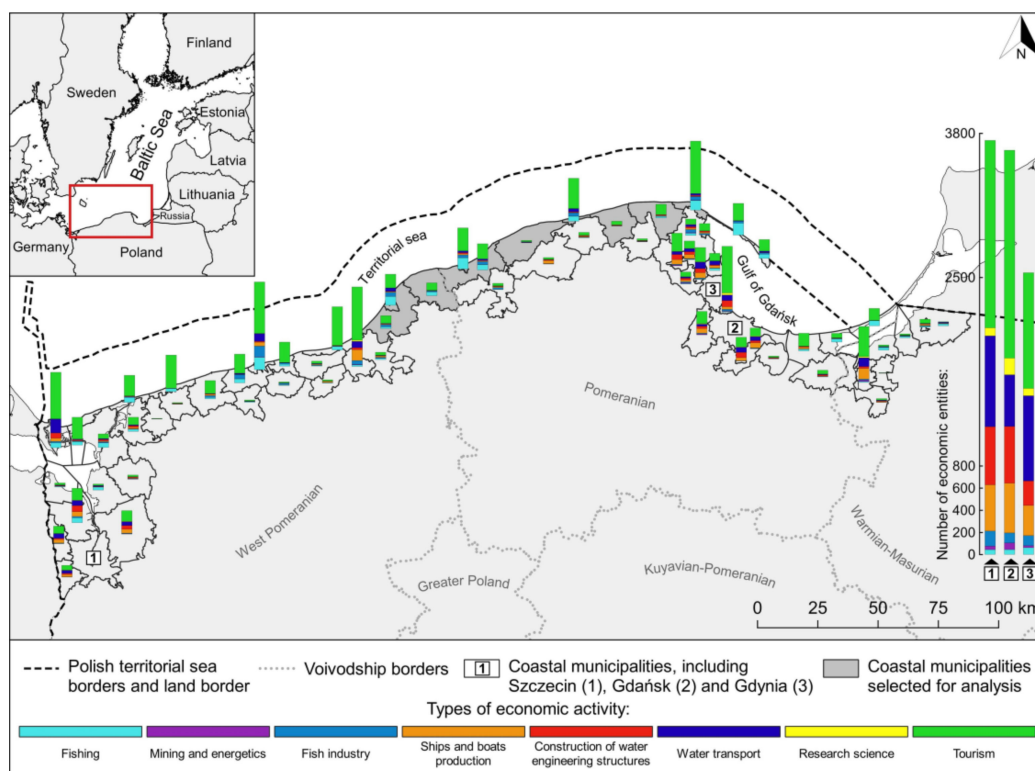 Finland
Sweden
Estonia
Baltic Sea
Latvia
Lithuania
Russia
Germany
Poland
N
Territorial sea
Gulf of Gdańsk
3
2
1
Pomeranian
West Pomeranian
Greater Poland
Kuyavian-Pomeranian
Warmian-Masurian
Number of economic entities:
3800
2500
800
600
400
200
0
1 2 3
0 25 50 75 100 km
Polish territorial sea
borders and land border
Voivodship borders
1
Coastal municipalities, including
Szczecin (1), Gdańsk (2) and Gdynia (3)
Coastal municipalities
selected for analysis
Types of economic activity:
Fishing
Mining and energetics
Fish industry
Ships and boats
production
Construction of water
engineering structures
Water transport
Research science
Tourism